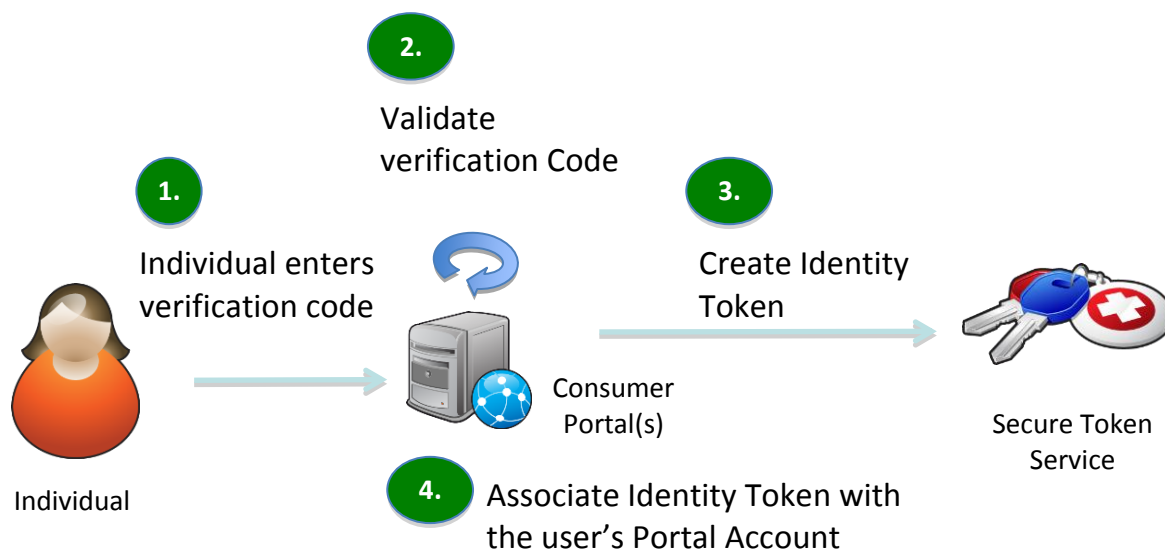 1.
Individual enters
verification code
2.
Validate
verification Code
3.
Create Identity
Token
4.
Associate Identity Token with
the user’s Portal Account
Individual
Consumer
Portal(s)
Secure Token
Service